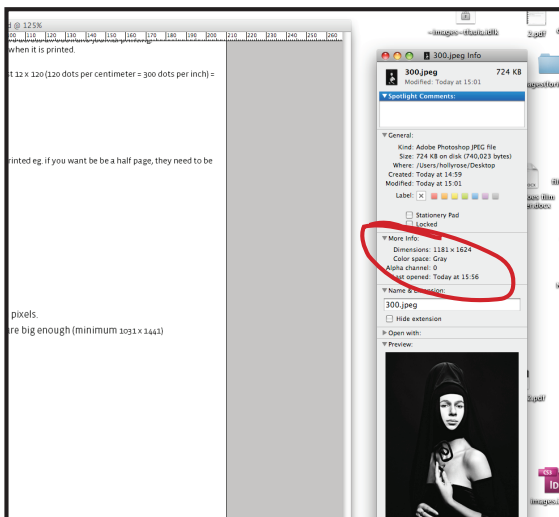 @ 125%
100 110 120 130 140 150 160 170 180 190 200 210 220 230 240 250 260
when it is printed.
st 12 x 120 (120 dots per centimeter = 300 dots per inch) =
rinted eg. if you want be be a half page, they need to be
pixels.
are big enough (minimum 1031 x 1441)
2.pdf
300.jpeg Info
300.jpeg 724 KB
Modified: Today at 15:01
Spotlight Comments:
General:
Kind: Adobe Photoshop JPEG file
Size: 724 KB on disk (740,023 bytes)
Where: /Users/hollyrose/Desktop
Created: Today at 14:59
Modified: Today at 15:01
Label:
Stationery Pad
Locked
More Info:
Dimensions: 1181 × 1624
Color space: Gray
Alpha channel: 0
Last opened: Today at 15:56
Name & Extension:
300.jpeg
Hide extension
Open with:
Preview:
2.pdf
CS3
ID
images.i